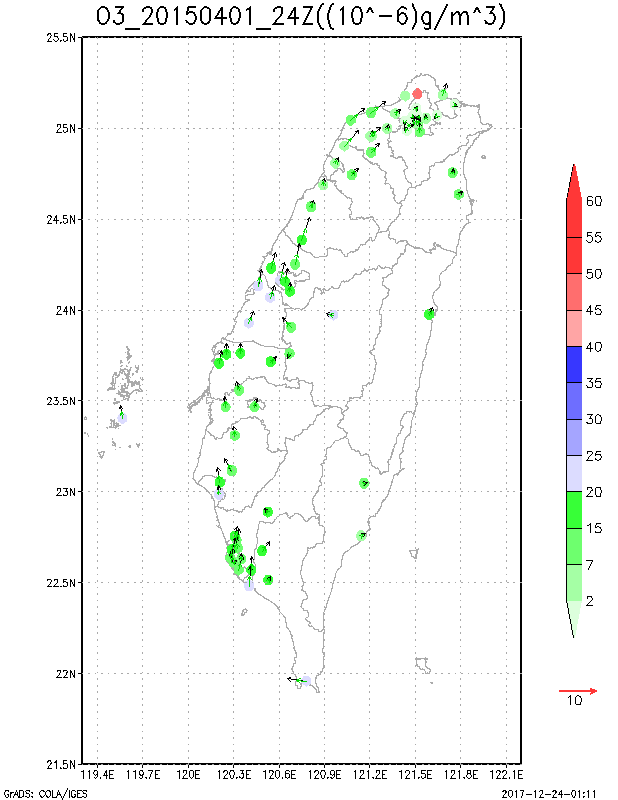 O3_20150401_24Z((10^-6)g/m^3)
25.5N
25N
24.5N
24N
23.5N
23N
22.5N
22N
21.5N
119.4E 119.7E 120E 120.3E 120.6E 120.9E 121.2E 121.5E 121.8E 122.1E
60
55
50
45
40
35
30
25
20
15
7
2
10
GrADS: COLA/IGES
2017-12-24-01:11